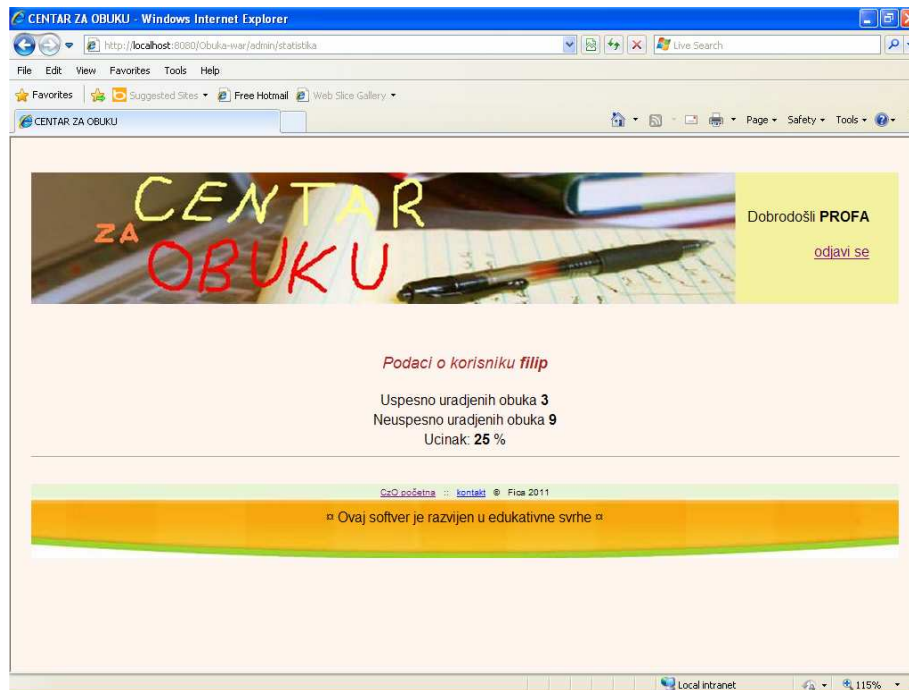 CENTAR ZA OBUKU - Windows Internet Explorer
http://localhost:8080/Obuka-war/admin/statistika
Live Search
File Edit View Favorites Tools Help
Favorites Suggested Sites Free Hotmail Web Slice Gallery
CENTAR ZA OBUKU
Page Safety Tools
CENTAR
ZA
OBUKU
Dobrodošli PROFA
odjavi se
Podaci o korisniku filip
Uspesno uradjenih obuka 3
Neuspesno uradjenih obuka 9
Ucinak: 25 %
CzO početna :: kontakt © Fica 2011
¤ Ovaj softver je razvijen u edukativne svrhe ¤
Local intranet 115%